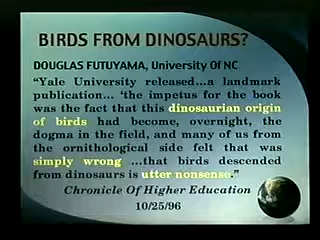 BIRDS FROM DINOSAURS?
DOUGLAS FUTUYAMA, University Of NC
“Yale University released...a landmark
publication... ‘the impetus for the book
was the fact that this dinosaurian origin
of birds had become, overnight, the
dogma in the field, and many of us from
the ornithological side felt that was
simply wrong ...that birds descended
from dinosaurs is utter nonsense.”
Chronicle Of Higher Education
10/25/96